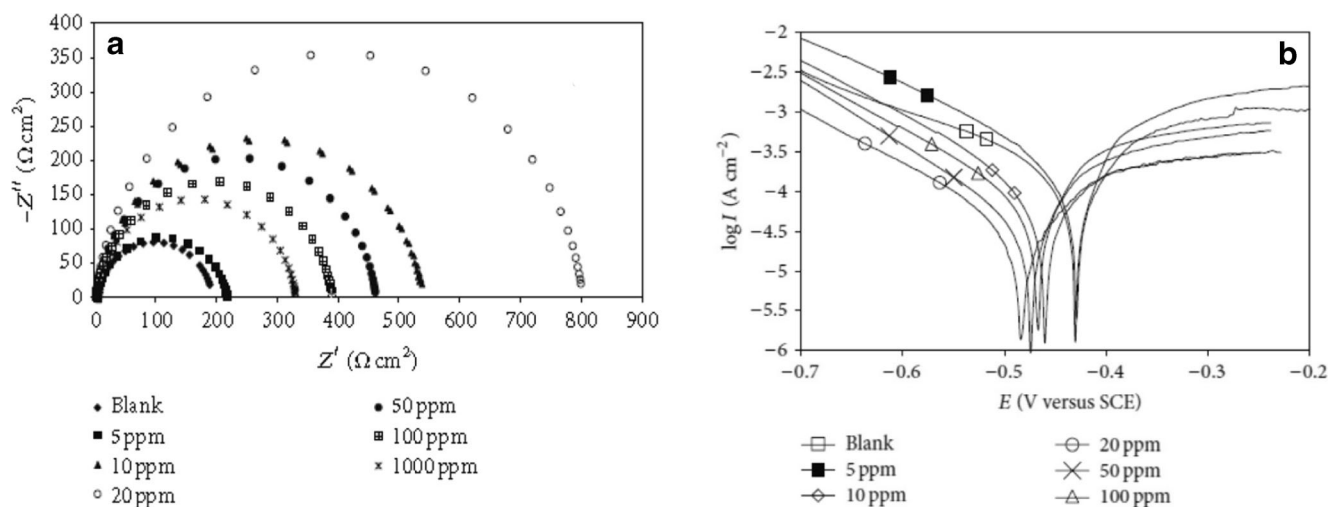 a
400
350
300
250
200
150
100
50
0
−Z″ (Ω cm²)
0 100 200 300 400 500 600 700 800 900
Z′ (Ω cm²)
Blank
5 ppm
10 ppm
20 ppm
50 ppm
100 ppm
1000 ppm
b
−2
−2.5
−3
−3.5
−4
−4.5
−5
−5.5
−6
log I (A cm⁻²)
−0.7 −0.6 −0.5 −0.4 −0.3 −0.2
E (V versus SCE)
Blank
5 ppm
10 ppm
20 ppm
50 ppm
100 ppm